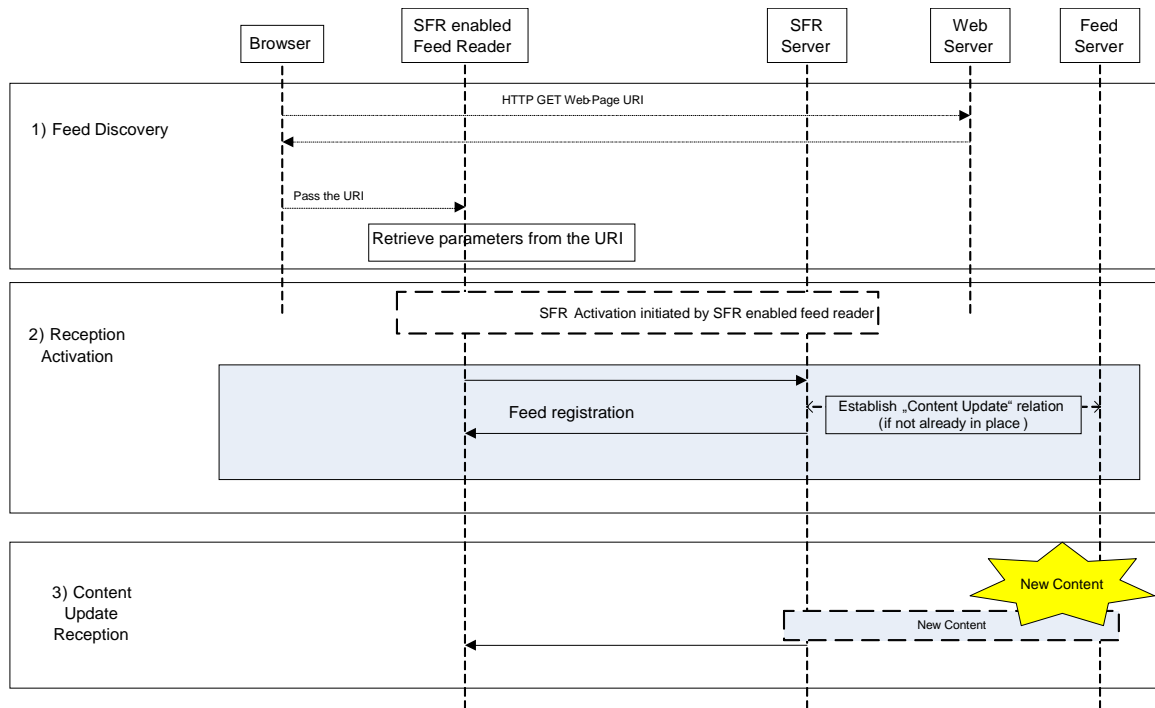 Browser
SFR enabled
Feed Reader
SFR
Server
Web
Server
Feed
Server
1) Feed Discovery
HTTP GET Web-Page URI
Pass the URI
Retrieve parameters from the URI
2) Reception
Activation
SFR Activation initiated by SFR enabled feed reader
Feed registration
Establish „Content Update“ relation
(if not already in place )
3) Content
Update
Reception
New Content
New Content